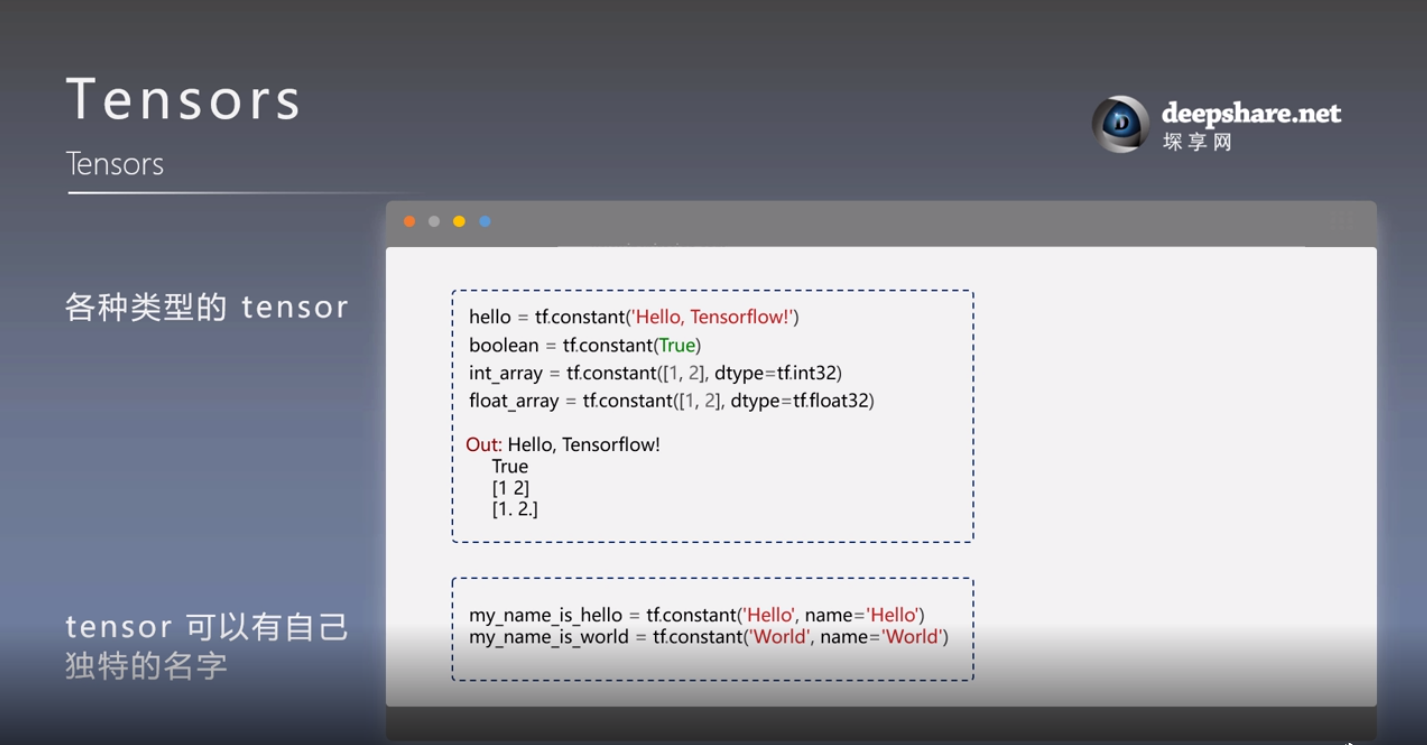 Tensors
Tensors
deepshare.net
堔享网
各种类型的 tensor
hello = tf.constant('Hello, Tensorflow!')
boolean = tf.constant(True)
int_array = tf.constant([1, 2], dtype=tf.int32)
float_array = tf.constant([1, 2], dtype=tf.float32)
Out: Hello, Tensorflow!
True
[1 2]
[1. 2.]
tensor 可以有自己
独特的名字
my_name_is_hello = tf.constant('Hello', name='Hello')
my_name_is_world = tf.constant('World', name='World')